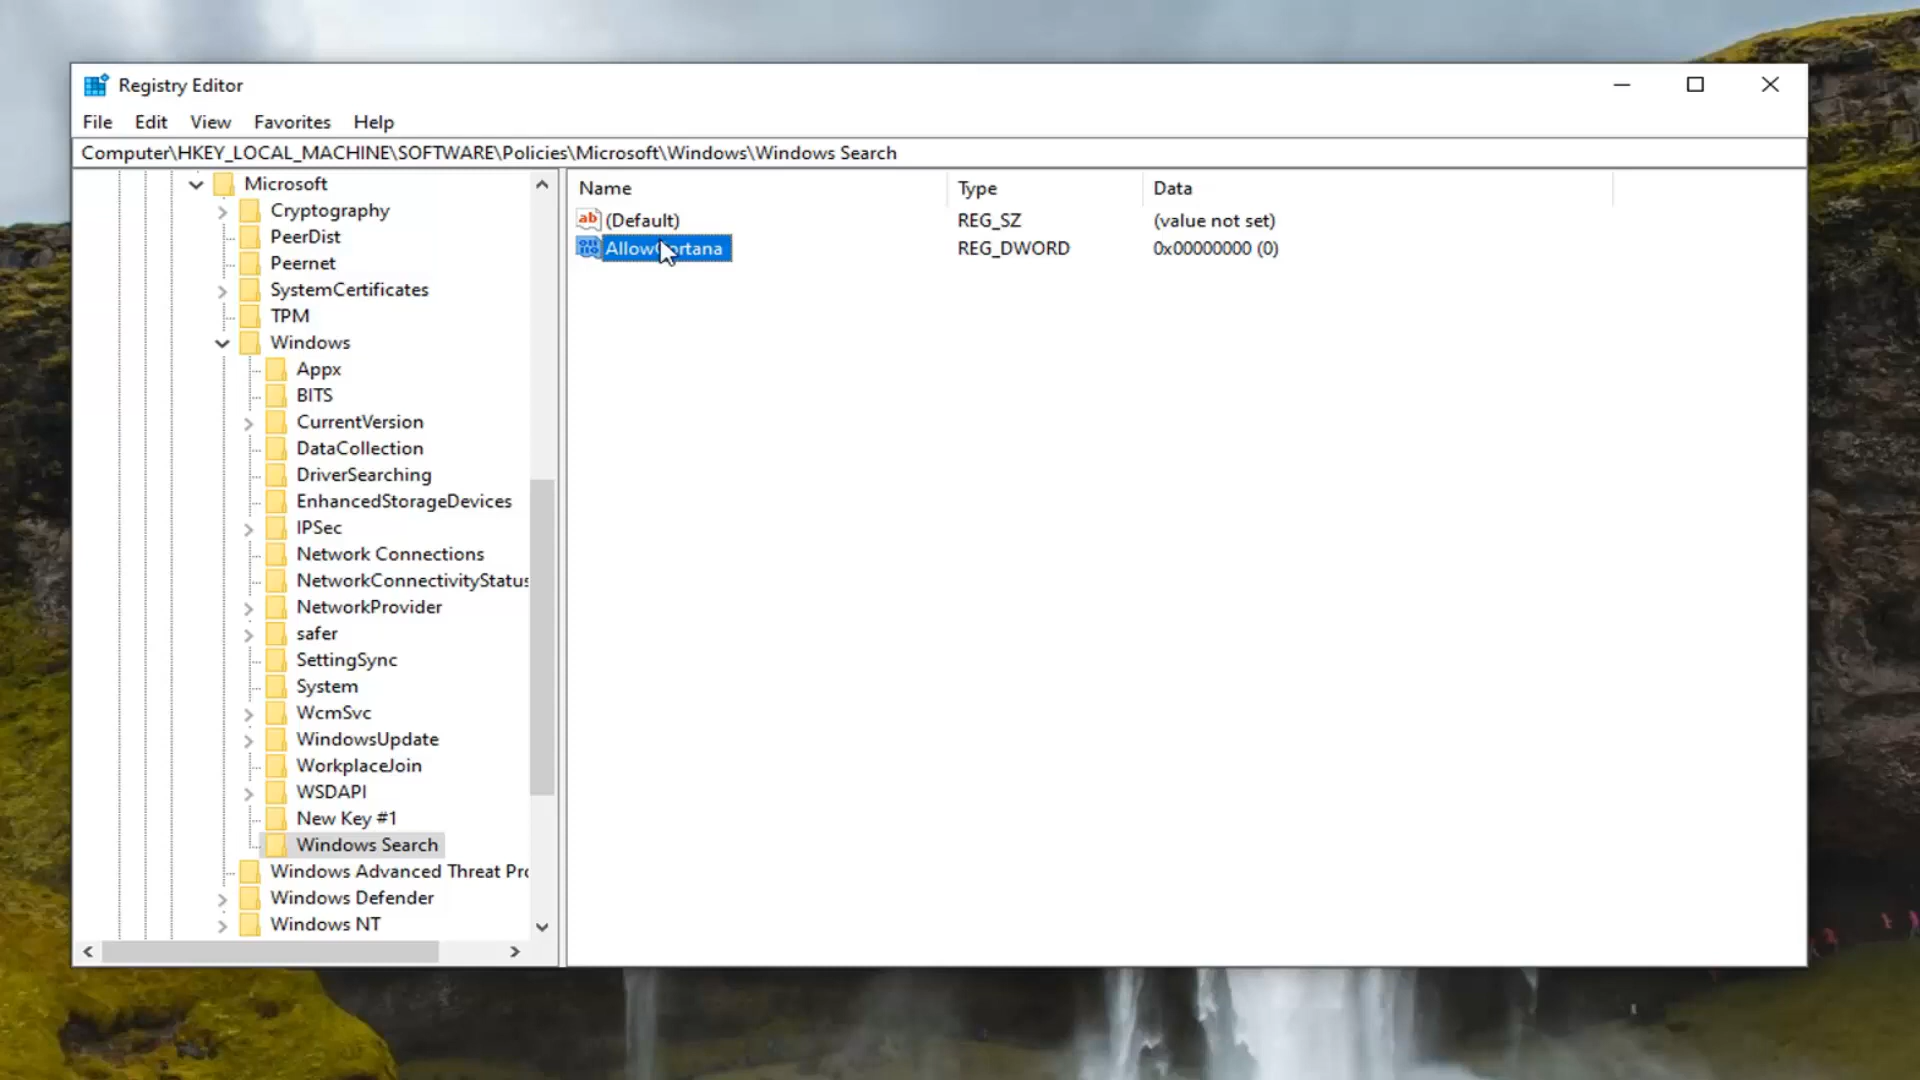 Registry Editor
File Edit View Favorites Help
Computer\HKEY_LOCAL_MACHINE\SOFTWARE\Policies\Microsoft\Windows\Windows Search
Microsoft
Cryptography
PeerDist
Peernet
SystemCertificates
TPM
Windows
Appx
BITS
CurrentVersion
DataCollection
DriverSearching
EnhancedStorageDevices
IPSec
Network Connections
NetworkConnectivityStatus
NetworkProvider
safer
SettingSync
System
WcmSvc
WindowsUpdate
WorkplaceJoin
WSDAPI
New Key #1
Windows Search
Windows Advanced Threat Pro
Windows Defender
Windows NT
Name Type Data
(Default) REG_SZ (value not set)
AllowCortana REG_DWORD 0x00000000 (0)